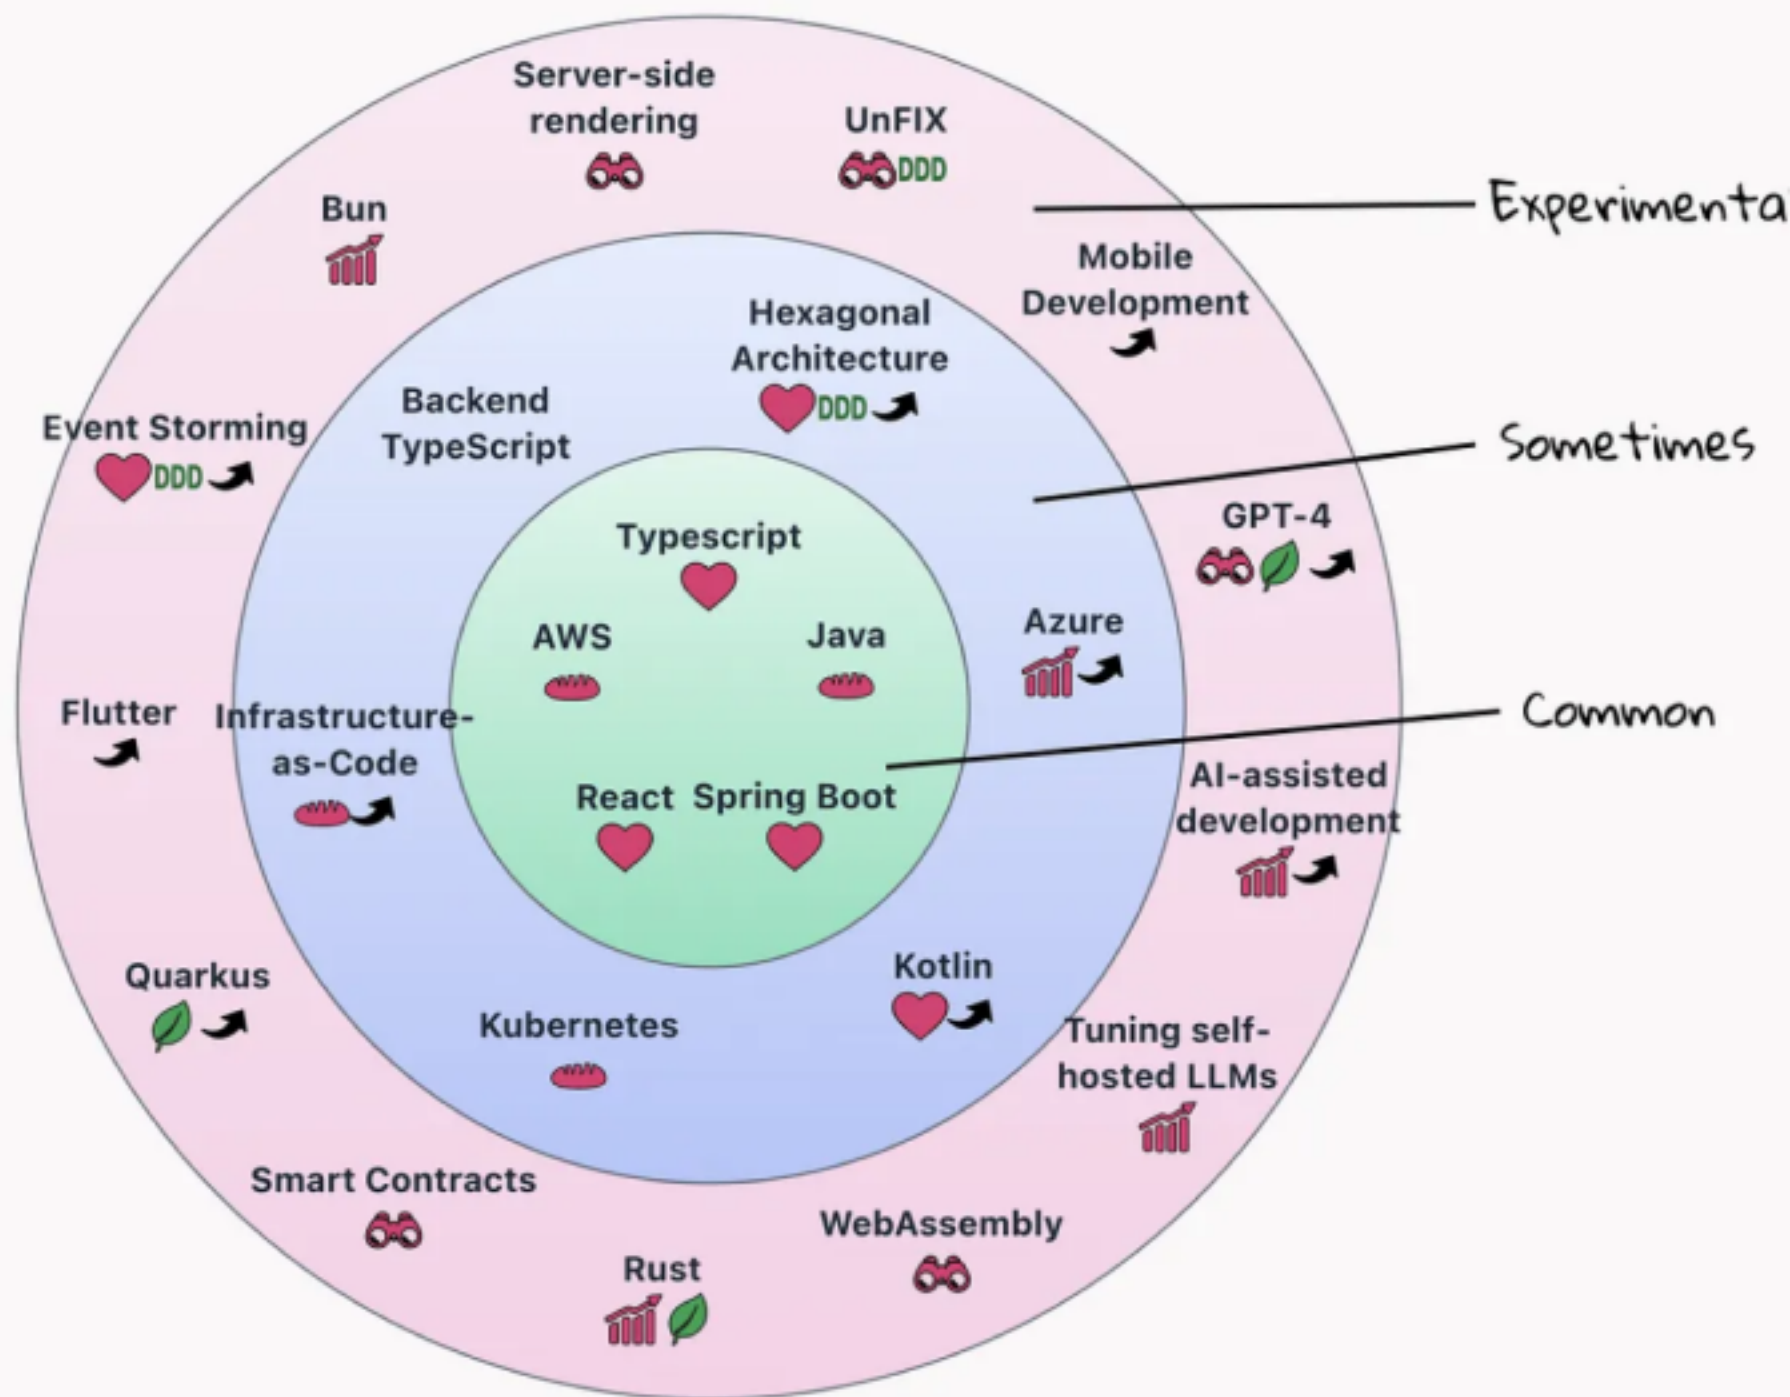 Server-side
rendering
UnFIX
DDD
Bun
Experimenta
Mobile
Development
Hexagonal
Architecture
DDD
Backend
TypeScript
Event Storming
DDD
Sometimes
GPT-4
Typescript
AWS
Java
Azure
Flutter
Infrastructure-
as-Code
Common
React
Spring Boot
AI-assisted
development
Quarkus
Kotlin
Kubernetes
Tuning self-
hosted LLMs
Smart Contracts
WebAssembly
Rust